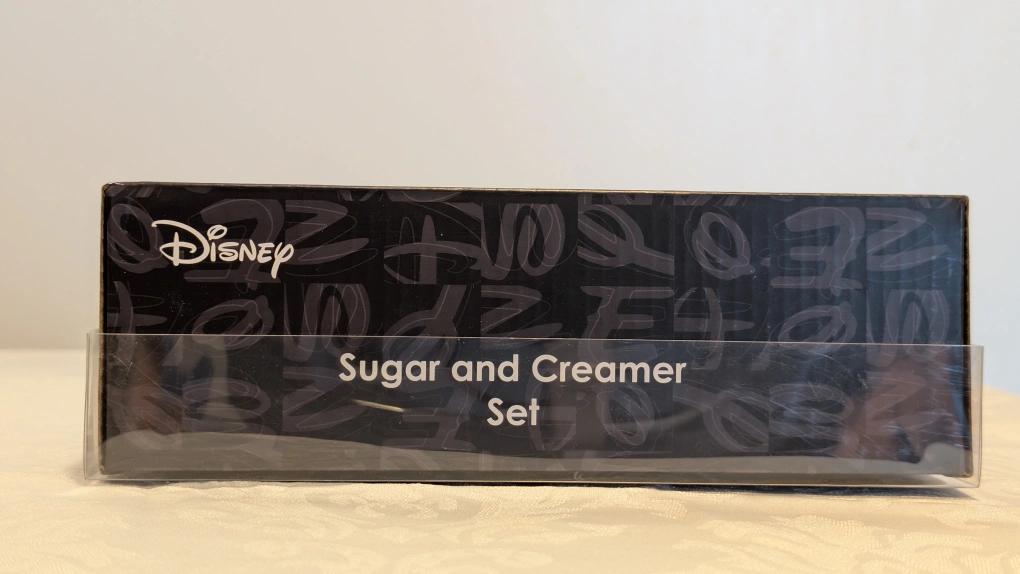 Disney
Sugar and Creamer
Set